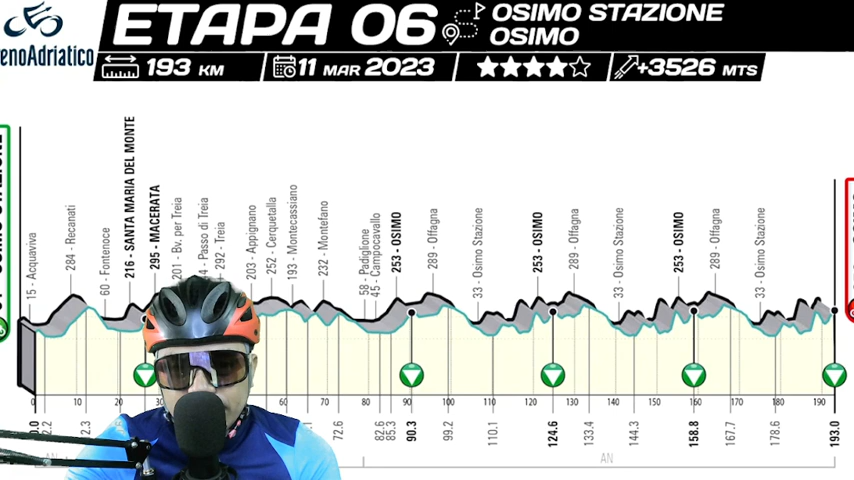 ETAPA 06
OSIMO STAZIONE
OSIMO
enoAdriatico
193 KM
11 MAR 2023
+3526 MTS
15 - Acquaviva
284 - Recanati
60 - Fontenoce
216 - SANTA MARIA DEL MONTE
295 - MACERATA
201 - Bv. per Treia
Passo di Treia
292 - Treia
203 - Appignano
252 - Cerquetalla
193 - Montecassiano
232 - Montefano
58 - Padiglione
45 - Campocavallo
253 - OSIMO
289 - Offagna
33 - Osimo Stazione
253 - OSIMO
289 - Offagna
33 - Osimo Stazione
253 - OSIMO
289 - Offagna
33 - Osimo Stazione
0 10 20 60 70 80 90 100 110 120 130 140 150 160 170 180 190
0.0 2.2 12.3 72.6 82.6 85.3 90.3 99.2 110.1 124.6 133.4 144.3 158.8 167.7 178.6 193.0
AN AN